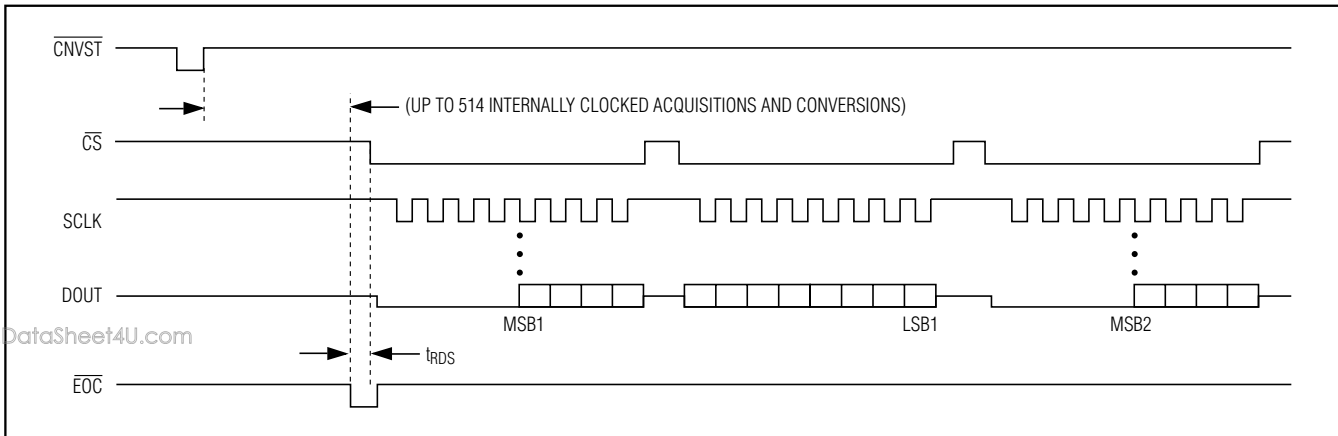 CNVST
(UP TO 514 INTERNALLY CLOCKED ACQUISITIONS AND CONVERSIONS)
CS
SCLK
DOUT
MSB1 LSB1 MSB2
DataSheet4U.com
tRDS
EOC